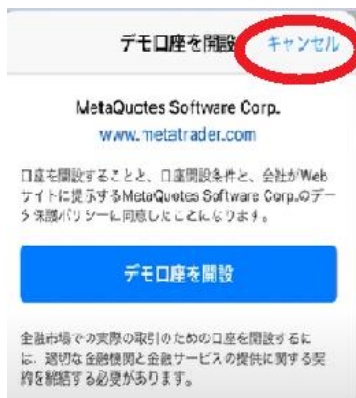 デモ口座を開設 キャンセル
MetaQuotes Software Corp.
www.metatrader.com
口座を開設することと、口座開設条件と、会社がWeb
サイトに提示するMetaQuotes Software Corp.のデー
タ保護ポリシーに同意したことになります。
デモ口座を開設
金融市場での実際の取引のための口座を開設するに
は、適切な金融機関と金融サービスの提供に関する契
約を締結する必要があります。